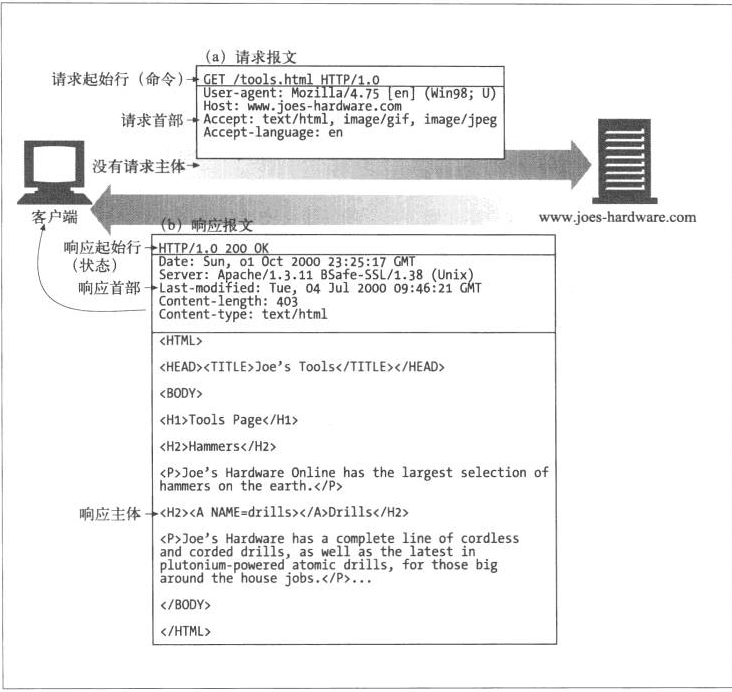 (a) 请求报文
请求起始行（命令）
GET /tools.html HTTP/1.0
User-agent: Mozilla/4.75 [en] (Win98; U)
Host: www.joes-hardware.com
请求首部
Accept: text/html, image/gif, image/jpeg
Accept-language: en
没有请求主体
客户端
www.joes-hardware.com
(b) 响应报文
响应起始行
（状态）
HTTP/1.0 200 OK
Date: Sun, 01 Oct 2000 23:25:17 GMT
Server: Apache/1.3.11 BSafe-SSL/1.38 (Unix)
响应首部
Last-modified: Tue, 04 Jul 2000 09:46:21 GMT
Content-length: 403
Content-type: text/html
<HTML>
<HEAD><TITLE>Joe's Tools</TITLE></HEAD>
<BODY>
<H1>Tools Page</H1>
<H2>Hammers</H2>
<P>Joe's Hardware Online has the largest selection of
hammers on the earth.</P>
响应主体
<H2><A NAME=drills></A>Drills</H2>
<P>Joe's Hardware has a complete line of cordless
and corded drills, as well as the latest in
plutonium-powered atomic drills, for those big
around the house jobs.</P>...
</BODY>
</HTML>